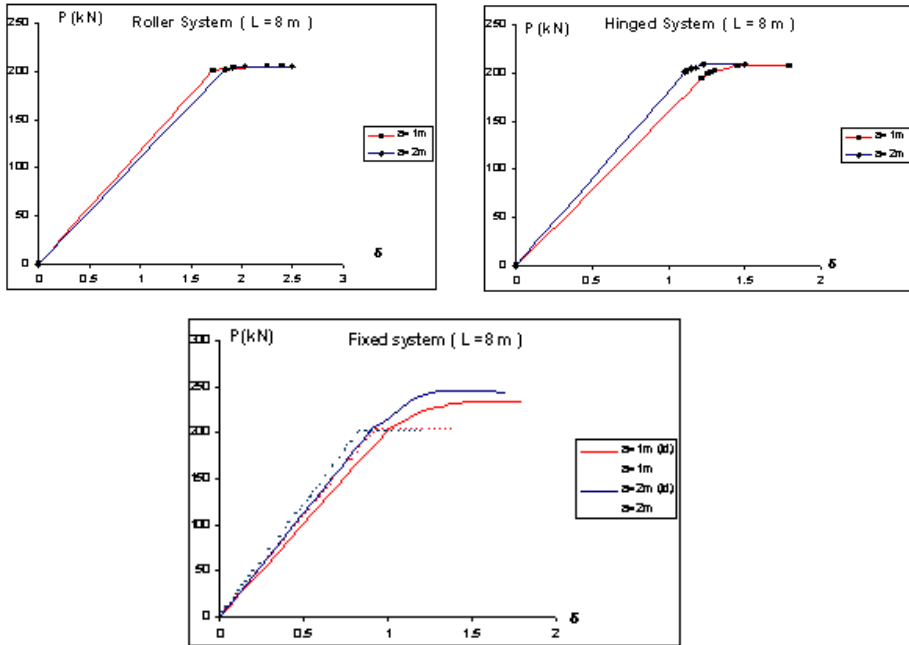 P (kN)
Roller System ( L = 8 m )
250
200
150
100
50
0
0
0.5
1
1.5
2
2.5
3
δ
a= 1m
a= 2m
P (kN)
Hinged System ( L = 8 m )
250
200
150
100
50
0
0
0.5
1
1.5
2
δ
a= 1m
a= 2m
P(kN)
Fixed system ( L = 8 m )
300
250
200
150
100
50
0
0
0.5
1
1.5
2
δ
a= 1m
a= 1m
a= 2m
a= 2m